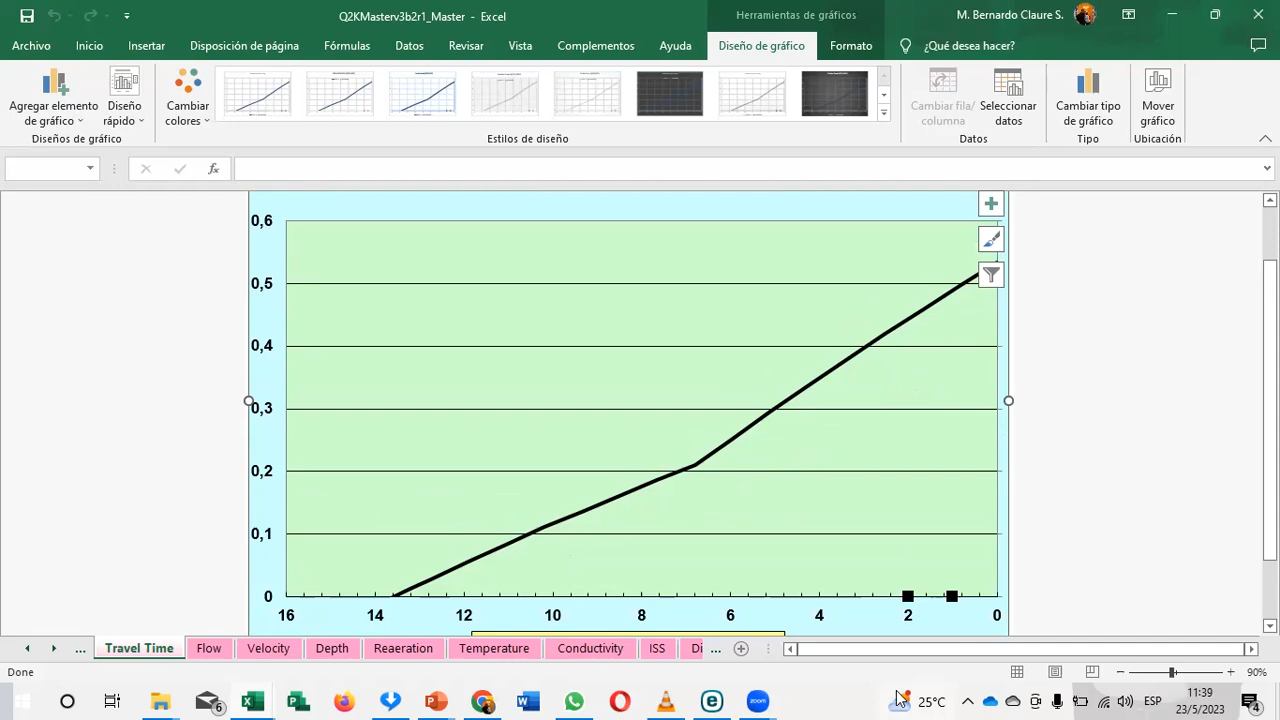 Q2KMasterv3b2r1_Master - Excel
Herramientas de gráficos
M. Bernardo Claure S.
Archivo Inicio Insertar Disposición de página Fórmulas Datos Revisar Vista Complementos Ayuda Diseño de gráfico Formato ¿Qué desea hacer?
Agregar elemento de gráfico
Diseño rápido
Cambiar colores
Cambiar fila/ columna
Seleccionar datos
Cambiar tipo de gráfico
Mover gráfico
Diseños de gráfico Estilos de diseño Datos Tipo Ubicación
fx
0,6
0,5
0,4
0,3
0,2
0,1
0
16 14 12 10 8 6 4 2 0
... Travel Time Flow Velocity Depth Reaeration Temperature Conductivity ISS Di ...
Done 90%
6 25°C ESP 11:39
23/5/2023 4